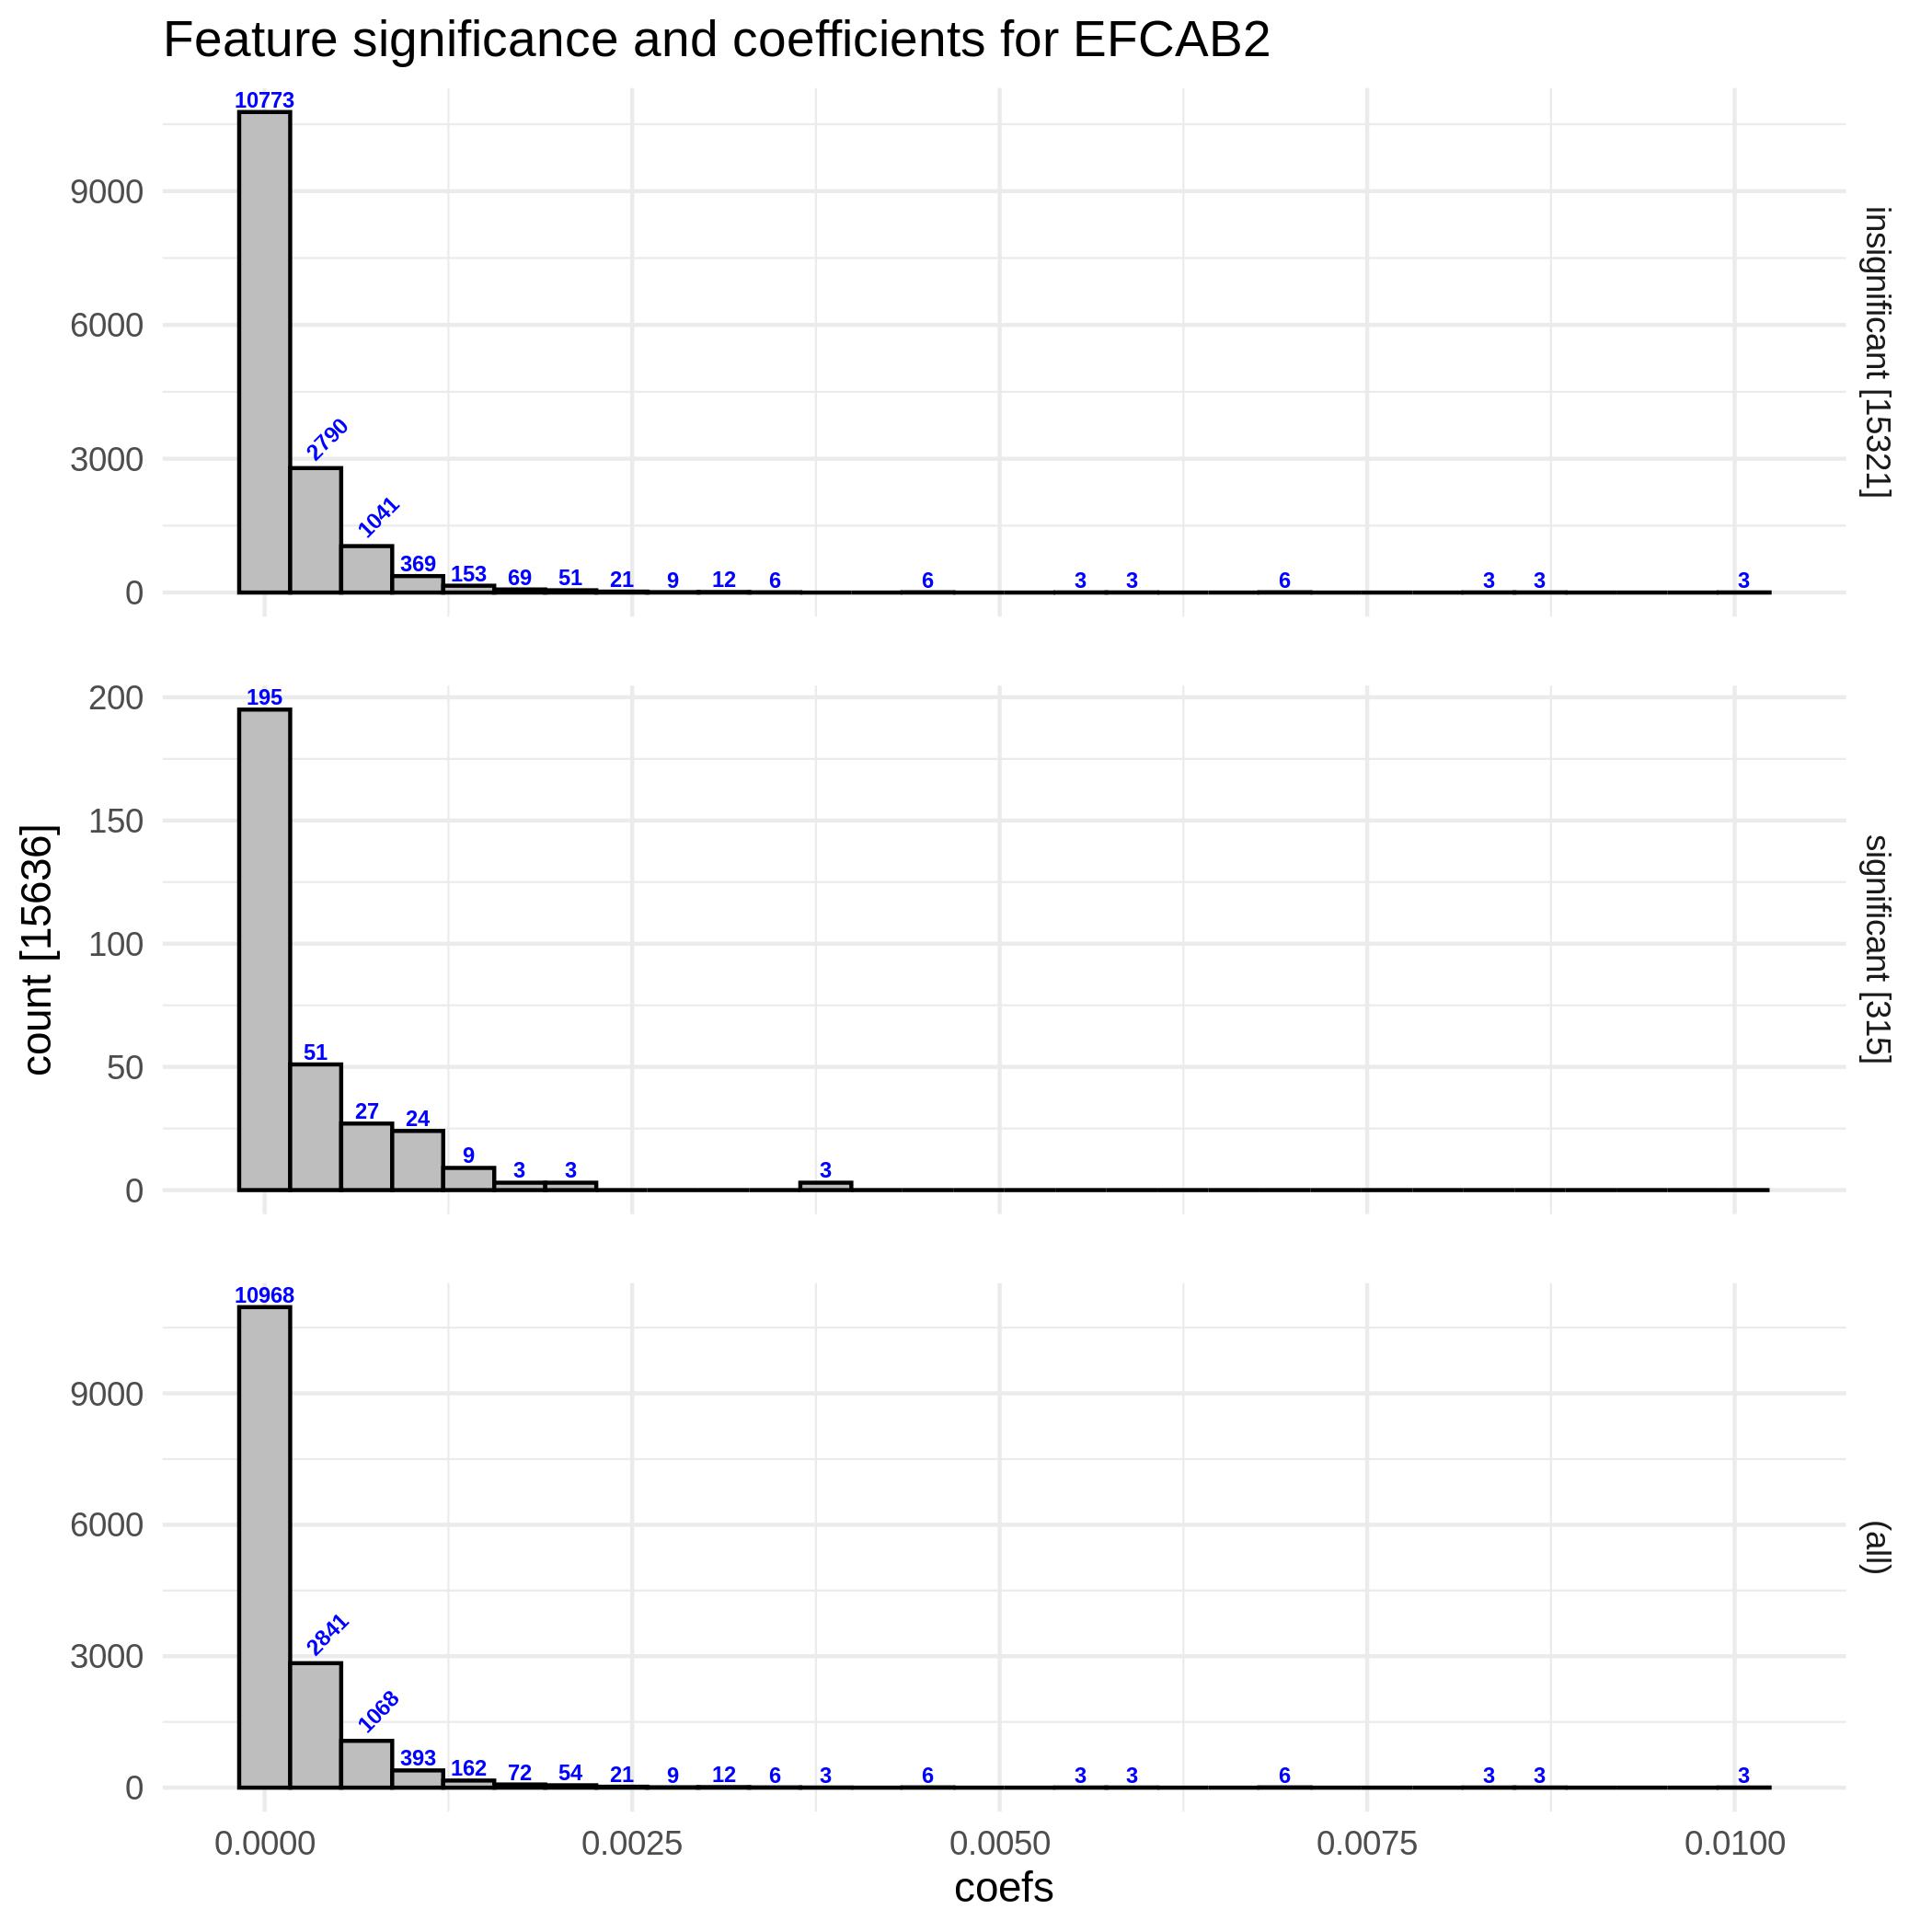 Feature significance and coefficients for EFCAB2
count [15636]
10773
2790
1041
369 153 69 51 21 9 12 6 6 3 3 6 3 3 3
9000
6000
3000
0
insignificant [15321]
195
51
27 24
9 3 3 3
200
150
100
50
0
significant [315]
10968
2841
1068
393 162 72 54 21 9 12 6 3 6 3 3 6 3 3 3
9000
6000
3000
0
(all)
0.0000 0.0025 0.0050 0.0075 0.0100
coefs